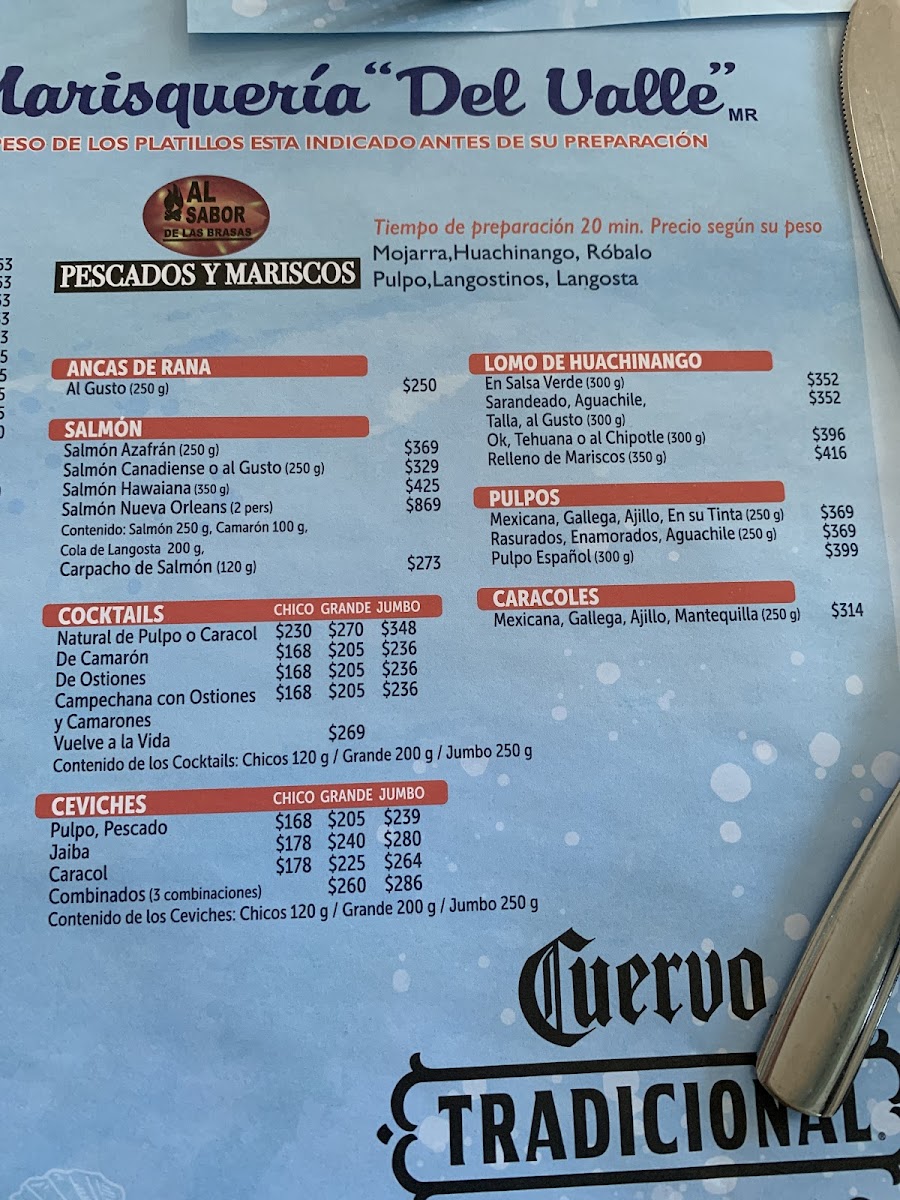 Marisquería "Del Valle" MR
PESO DE LOS PLATILLOS ESTA INDICADO ANTES DE SU PREPARACIÓN
AL
SABOR
DE LAS BRASAS
PESCADOS Y MARISCOS
Tiempo de preparación 20 min. Precio según su peso
Mojarra,Huachinango, Róbalo
Pulpo,Langostinos, Langosta
ANCAS DE RANA
Al Gusto (250 g) $250
SALMÓN
Salmón Azafrán (250 g) $369
Salmón Canadiense o al Gusto (250 g) $329
Salmón Hawaiana (350 g) $425
Salmón Nueva Orleans (2 pers) $869
Contenido: Salmón 250 g, Camarón 100 g,
Cola de Langosta 200 g,
Carpacho de Salmón (120 g) $273
COCKTAILS CHICO GRANDE JUMBO
Natural de Pulpo o Caracol $230 $270 $348
De Camarón $168 $205 $236
De Ostiones $168 $205 $236
Campechana con Ostiones $168 $205 $236
y Camarones
Vuelve a la Vida $269
Contenido de los Cocktails: Chicos 120 g / Grande 200 g / Jumbo 250 g
CEVICHES CHICO GRANDE JUMBO
Pulpo, Pescado $168 $205 $239
Jaiba $178 $240 $280
Caracol $178 $225 $264
Combinados (3 combinaciones) $260 $286
Contenido de los Ceviches: Chicos 120 g / Grande 200 g / Jumbo 250 g
LOMO DE HUACHINANGO
En Salsa Verde (300 g) $352
Sarandeado, Aguachile, $352
Talla, al Gusto (300 g)
Ok, Tehuana o al Chipotle (300 g) $396
Relleno de Mariscos (350 g) $416
PULPOS
Mexicana, Gallega, Ajillo, En su Tinta (250 g) $369
Rasurados, Enamorados, Aguachile (250 g) $369
Pulpo Español (300 g) $399
CARACOLES
Mexicana, Gallega, Ajillo, Mantequilla (250 g) $314
Cuervo
TRADICIONAL